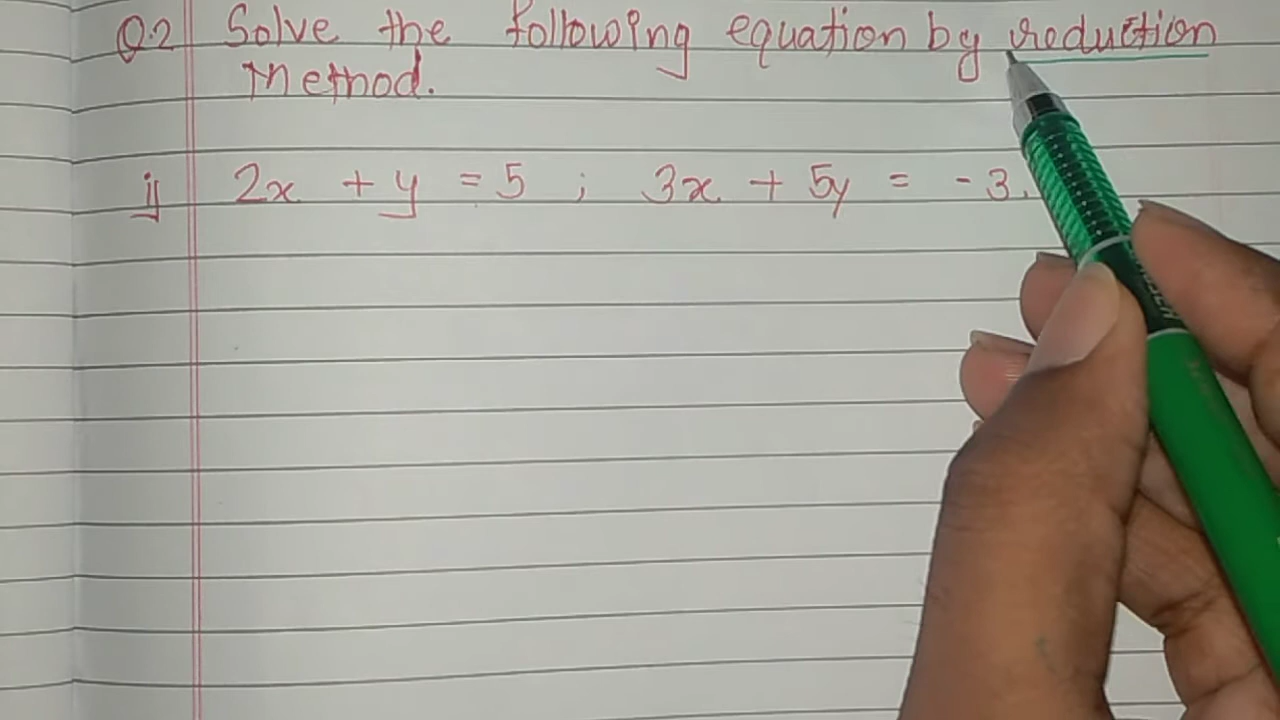 Q.2 Solve the following equation by reduction
Method.
i) 2x + y = 5 ; 3x + 5y = -3.